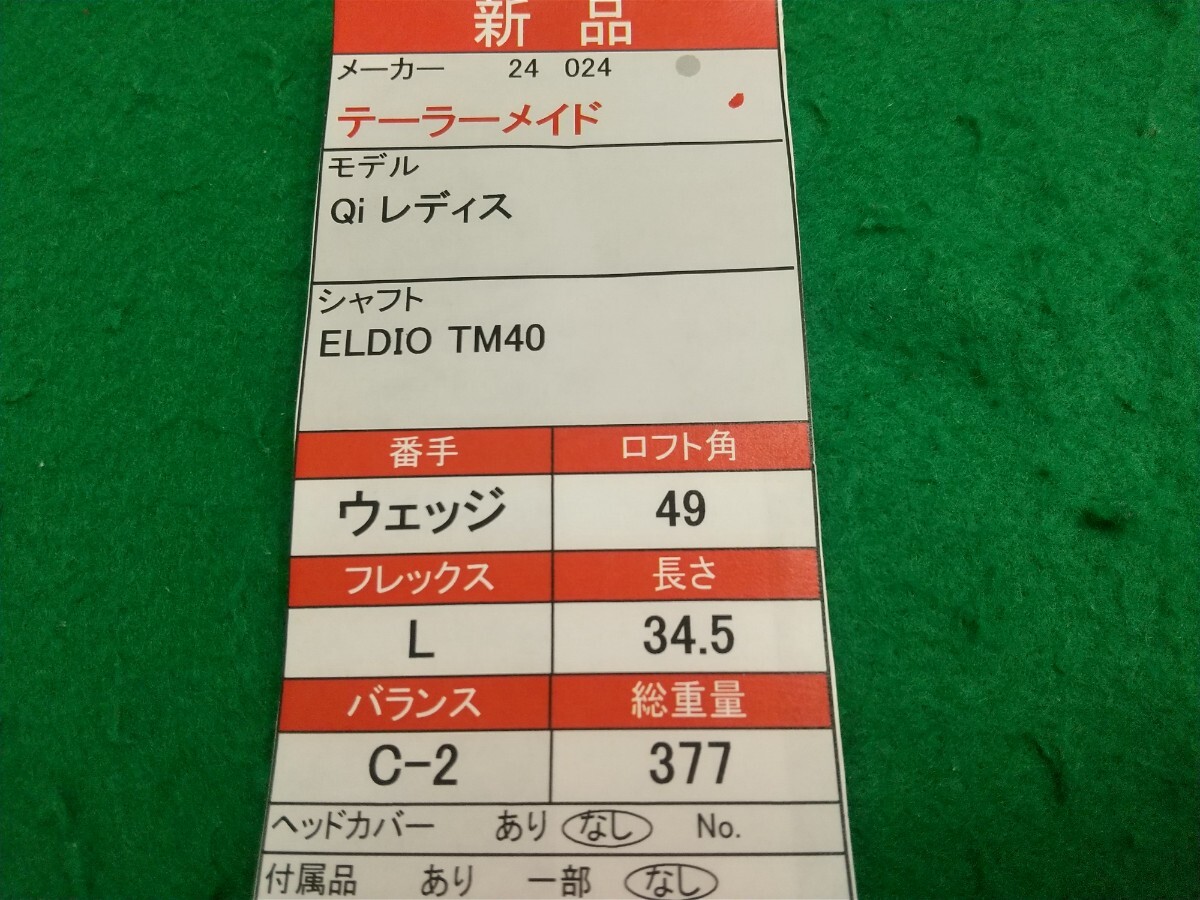 新 品
メーカー 24 024
テーラーメイド
モデル
Qi レディス
シャフト
ELDIO TM40
番手 ロフト角
ウェッジ 49
フレックス 長さ
L 34.5
バランス 総重量
C-2 377
ヘッドカバー あり なし No.
付属品 あり 一部 なし